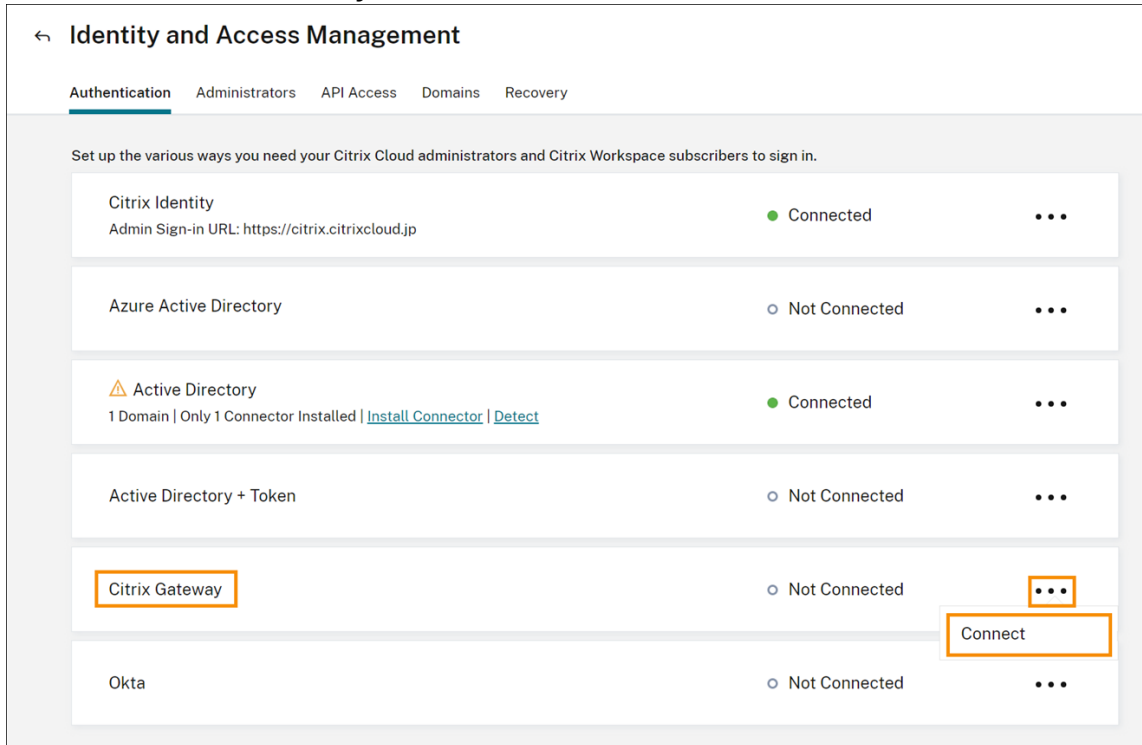 Identity and Access Management
Authentication Administrators API Access Domains Recovery
Set up the various ways you need your Citrix Cloud administrators and Citrix Workspace subscribers to sign in.
Citrix Identity
Admin Sign-in URL: https://citrix.citrixcloud.jp
Connected
Azure Active Directory
Not Connected
Active Directory
1 Domain | Only 1 Connector Installed | Install Connector | Detect
Connected
Active Directory + Token
Not Connected
Citrix Gateway
Not Connected
Connect
Okta
Not Connected